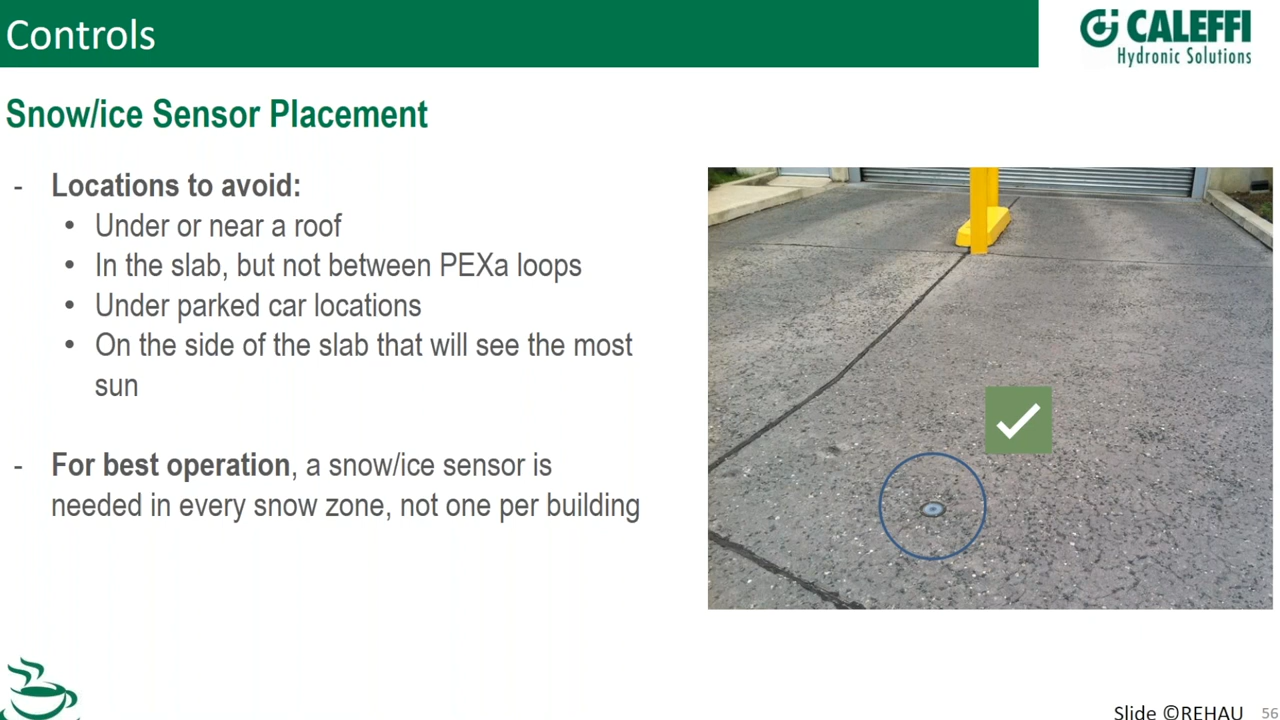 Controls
CALEFFI
Hydronic Solutions
Snow/ice Sensor Placement
- Locations to avoid:
• Under or near a roof
• In the slab, but not between PEXa loops
• Under parked car locations
• On the side of the slab that will see the most
sun
- For best operation, a snow/ice sensor is
needed in every snow zone, not one per building
Slide ©REHAU 56